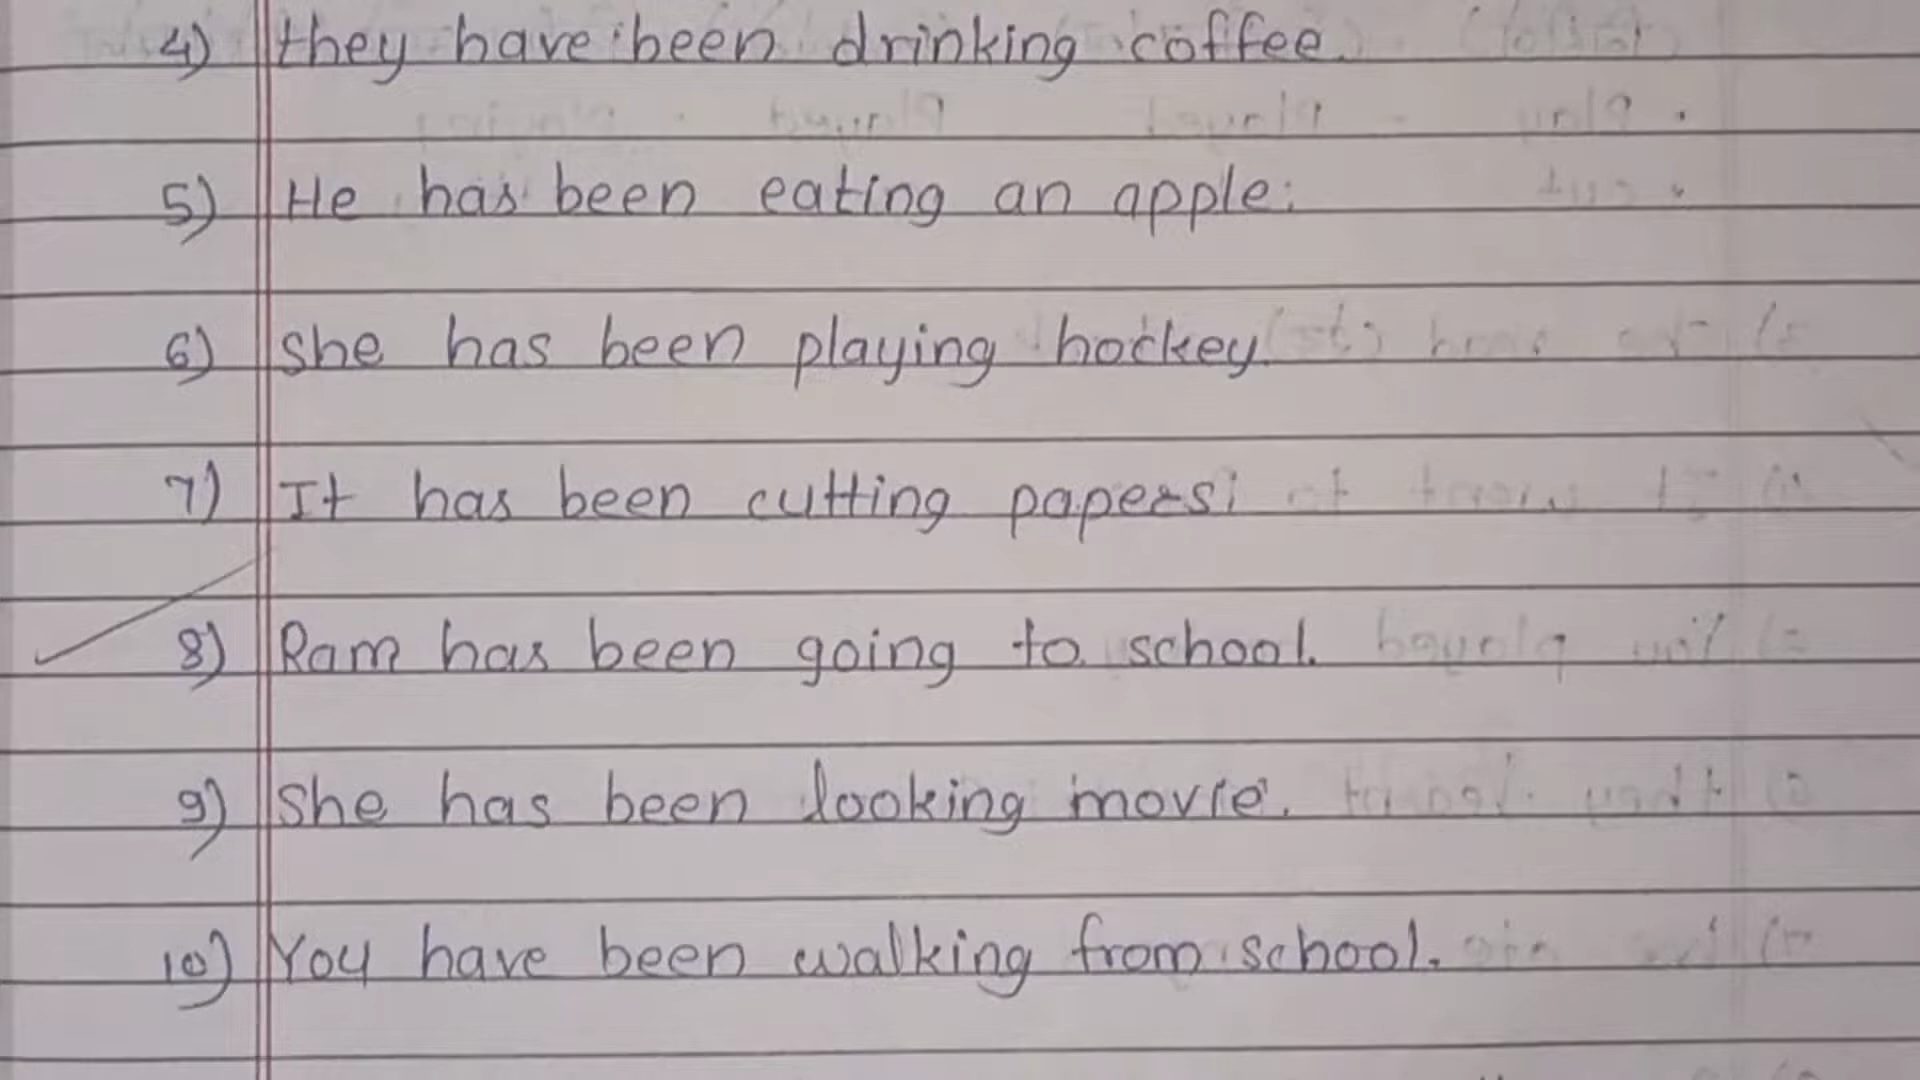 4) they have been drinking coffee.
5) He has been eating an apple.
6) She has been playing hockey.
7) It has been cutting papers.
8) Ram has been going to school.
9) She has been looking movie.
10) You have been walking from school.